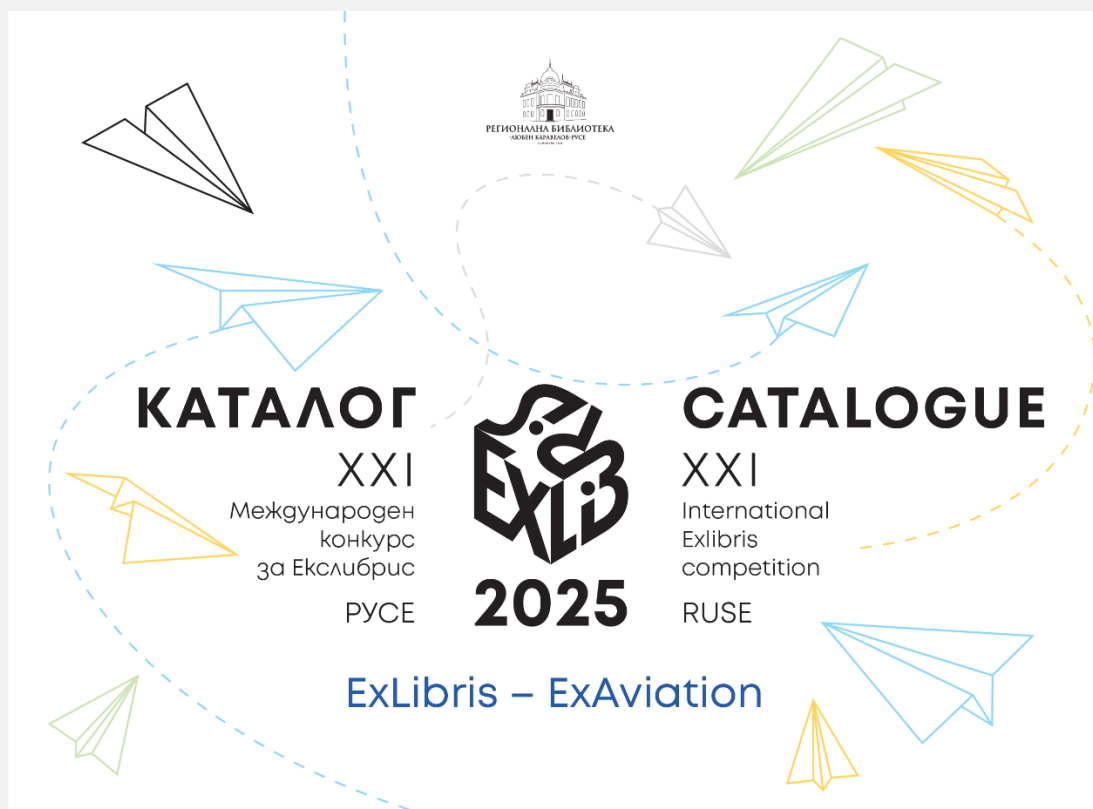 РЕГИОНАЛНА БИБЛИОТЕКА
·ЛЮБЕН КАРАВЕЛОВ·РУСЕ
КАТАЛОГ
XXI
Международен
конкурс
за Екслибрис
РУСЕ
EXLiB
2025
CATALOGUE
XXI
International
Exlibris
competition
RUSE
ExLibris – ExAviation